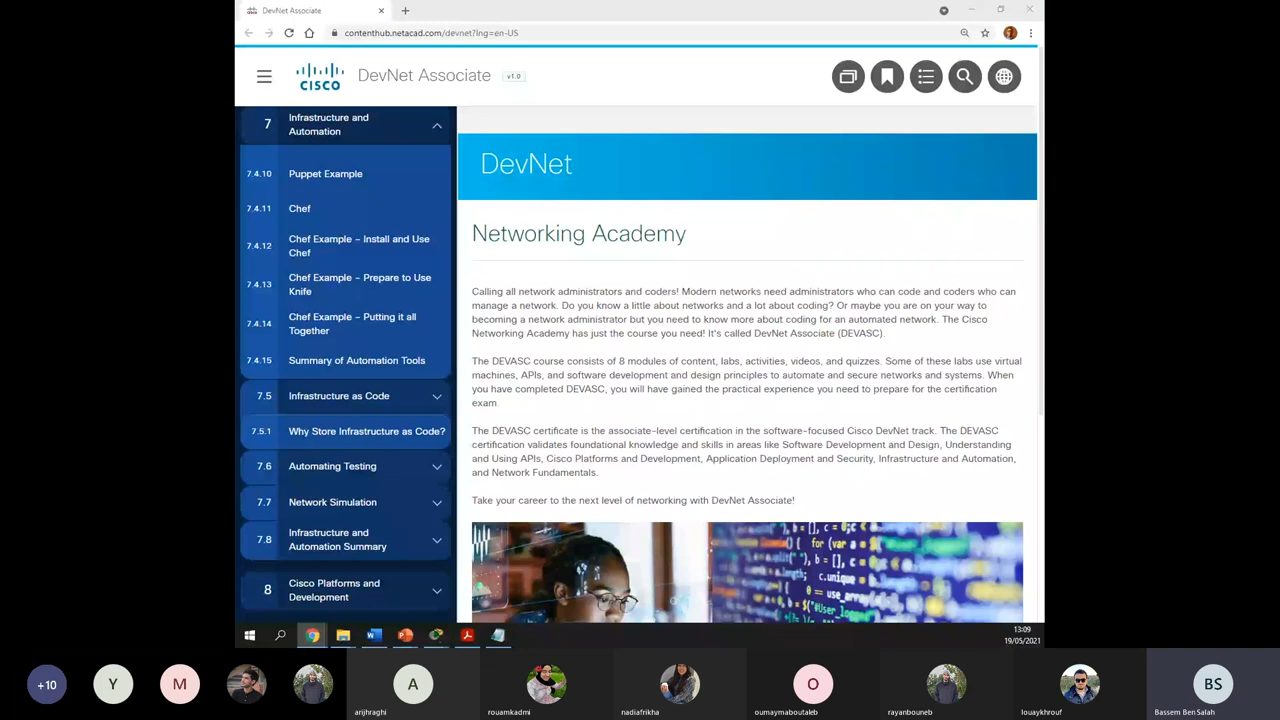 DevNet Associate
contenthub.netacad.com/devnet?lng=en-US
CISCO
DevNet Associate
v1.0
7
Infrastructure and
Automation
7.4.10
Puppet Example
7.4.11
Chef
7.4.12
Chef Example - Install and Use
Chef
7.4.13
Chef Example - Prepare to Use
Knife
7.4.14
Chef Example - Putting it all
Together
7.4.15
Summary of Automation Tools
7.5
Infrastructure as Code
7.5.1
Why Store Infrastructure as Code?
7.6
Automating Testing
7.7
Network Simulation
7.8
Infrastructure and
Automation Summary
8
Cisco Platforms and
Development
DevNet
Networking Academy
Calling all network administrators and coders! Modern networks need administrators who can code and coders who can
manage a network. Do you know a little about networks and a lot about coding? Or maybe you are on your way to
becoming a network administrator but you need to know more about coding for an automated network. The Cisco
Networking Academy has just the course you need! It's called DevNet Associate (DEVASC).
The DEVASC course consists of 8 modules of content, labs, activities, videos, and quizzes. Some of these labs use virtual
machines, APIs, and software development and design principles to automate and secure networks and systems. When
you have completed DEVASC, you will have gained the practical experience you need to prepare for the certification
exam.
The DEVASC certificate is the associate-level certification in the software-focused Cisco DevNet track. The DEVASC
certification validates foundational knowledge and skills in areas like Software Development and Design, Understanding
and Using APIs, Cisco Platforms and Development, Application Deployment and Security, Infrastructure and Automation,
and Network Fundamentals.
Take your career to the next level of networking with DevNet Associate!
for (var a =
b = [], c =
c.unique
use_array
#User_logged
13:09
19/05/2021
+10
Y
M
A
O
BS
arijhraghi
rouamkadmi
nadiafrikha
oumaymaboutaleb
rayanbouneb
louaykhrouf
Bassem Ben Salah